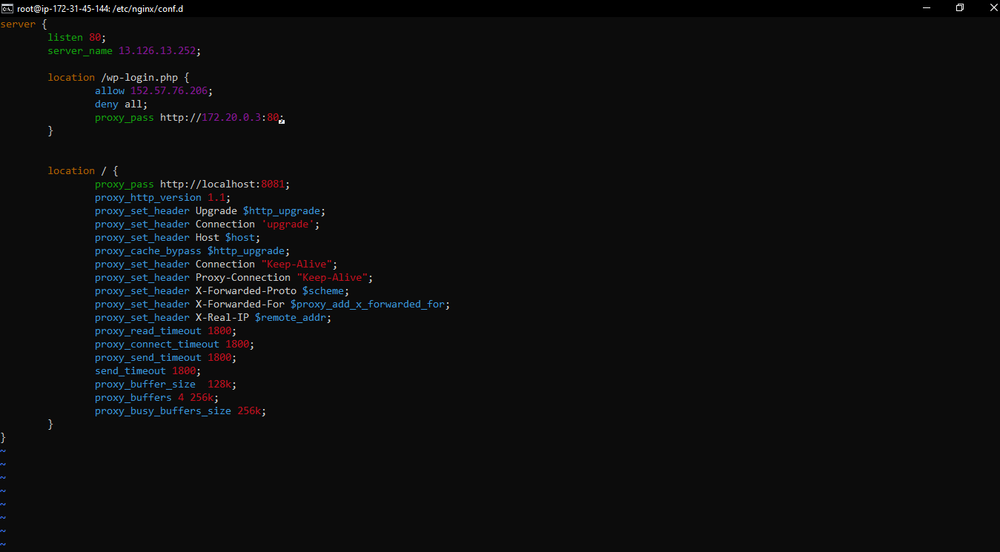 root@ip-172-31-45-144: /etc/nginx/conf.d
server {
        listen 80;
        server_name 13.126.13.252;

        location /wp-login.php {
                allow 152.57.76.206;
                deny all;
                proxy_pass http://172.20.0.3:80;
        }


        location / {
                proxy_pass http://localhost:8081;
                proxy_http_version 1.1;
                proxy_set_header Upgrade $http_upgrade;
                proxy_set_header Connection 'upgrade';
                proxy_set_header Host $host;
                proxy_cache_bypass $http_upgrade;
                proxy_set_header Connection "Keep-Alive";
                proxy_set_header Proxy-Connection "Keep-Alive";
                proxy_set_header X-Forwarded-Proto $scheme;
                proxy_set_header X-Forwarded-For $proxy_add_x_forwarded_for;
                proxy_set_header X-Real-IP $remote_addr;
                proxy_read_timeout 1800;
                proxy_connect_timeout 1800;
                proxy_send_timeout 1800;
                send_timeout 1800;
                proxy_buffer_size  128k;
                proxy_buffers 4 256k;
                proxy_busy_buffers_size 256k;
        }
}
~
~
~
~
~
~
~
~